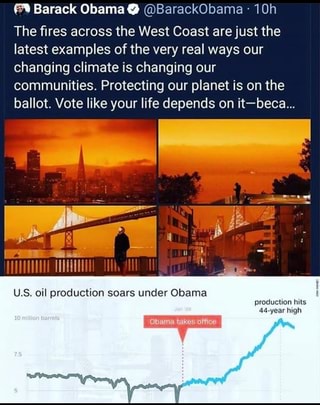 Barack Obama @BarackObama · 10h
The fires across the West Coast are just the
latest examples of the very real ways our
changing climate is changing our
communities. Protecting our planet is on the
ballot. Vote like your life depends on it—beca...
U.S. oil production soars under Obama
production hits
44-year high
10 million barrels
Obama takes office
7.5
5